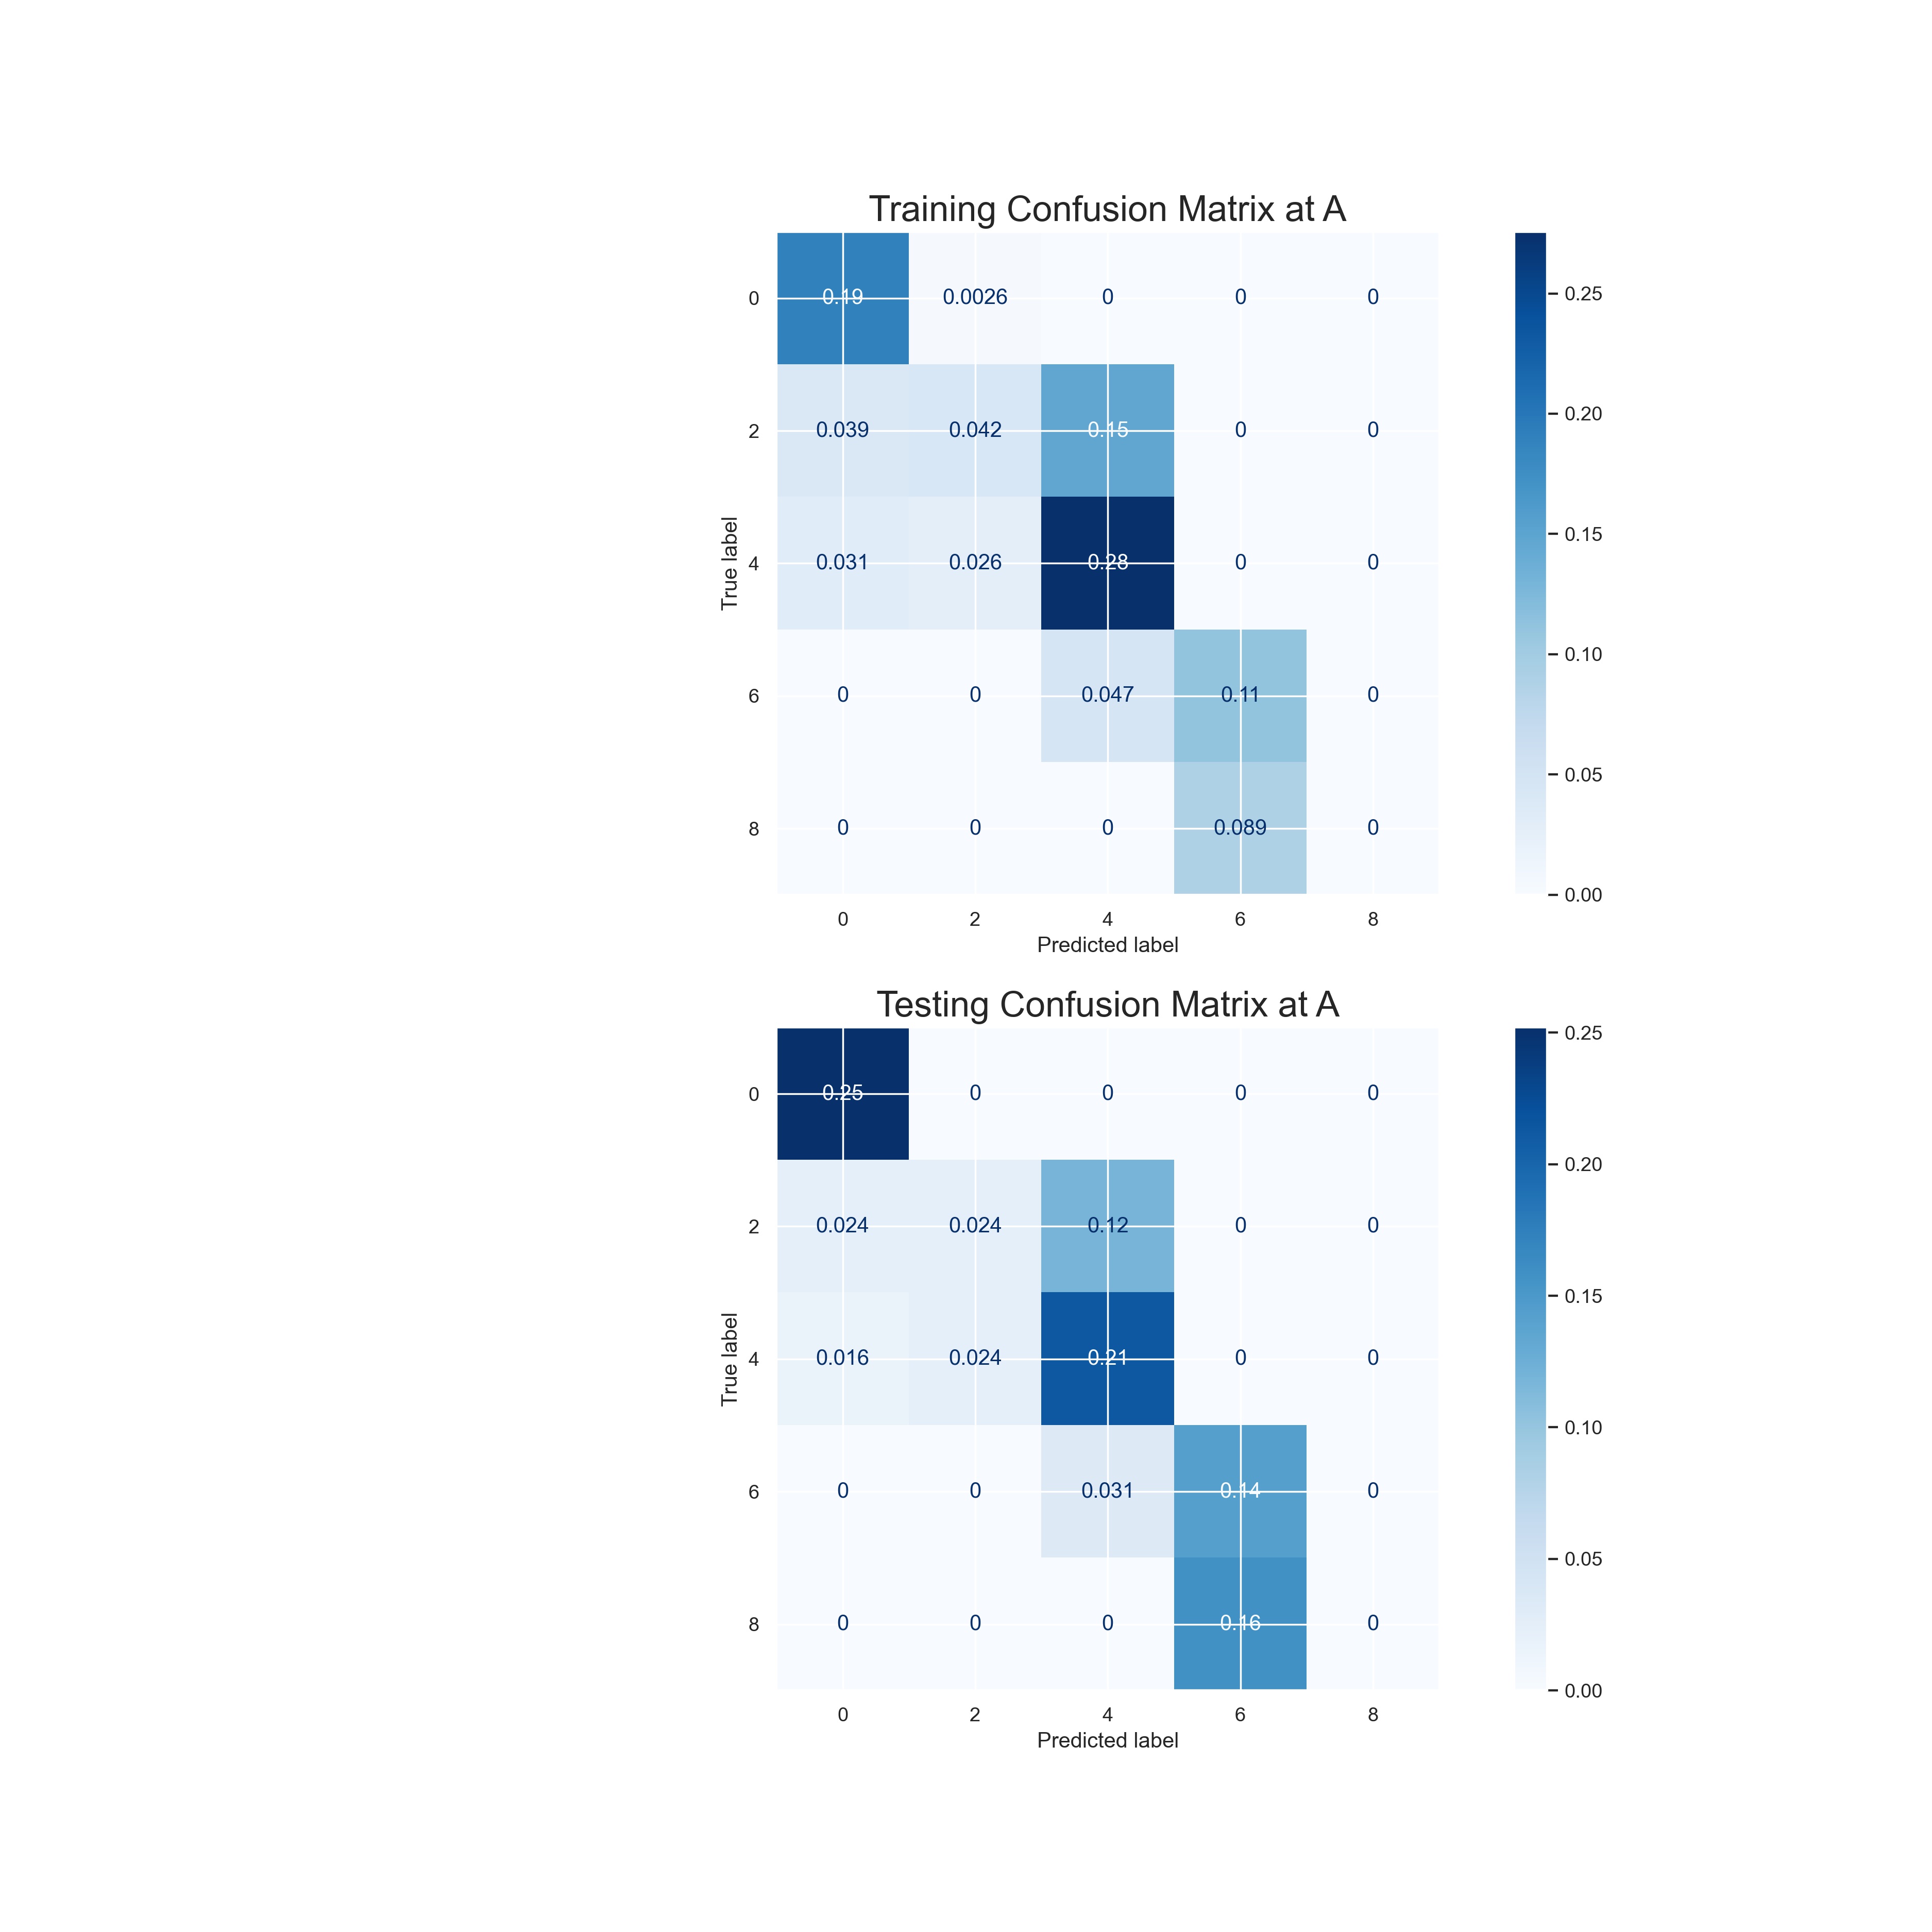 Training Confusion Matrix at A
0 0.19 0.0026 0 0 0
2 0.039 0.042 0.15 0 0
4 0.031 0.026 0.28 0 0
6 0 0 0.047 0.11 0
8 0 0 0 0.089 0
0 2 4 6 8
True label
Predicted label
0.25
0.20
0.15
0.10
0.05
0.00
Testing Confusion Matrix at A
0 0.25 0 0 0 0
2 0.024 0.024 0.12 0 0
4 0.016 0.024 0.21 0 0
6 0 0 0.031 0.14 0
8 0 0 0 0.16 0
0 2 4 6 8
True label
Predicted label
0.25
0.20
0.15
0.10
0.05
0.00